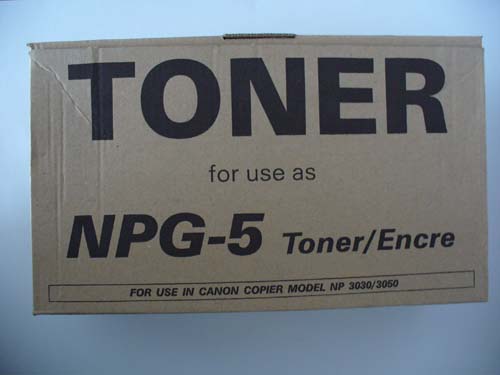 TONER
for use as
NPG-5 Toner/Encre
FOR USE IN CANON COPIER MODEL NP 3030/3050